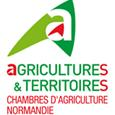 AGRICULTURES
& TERRITOIRES
CHAMBRES D'AGRICULTURE
NORMANDIE